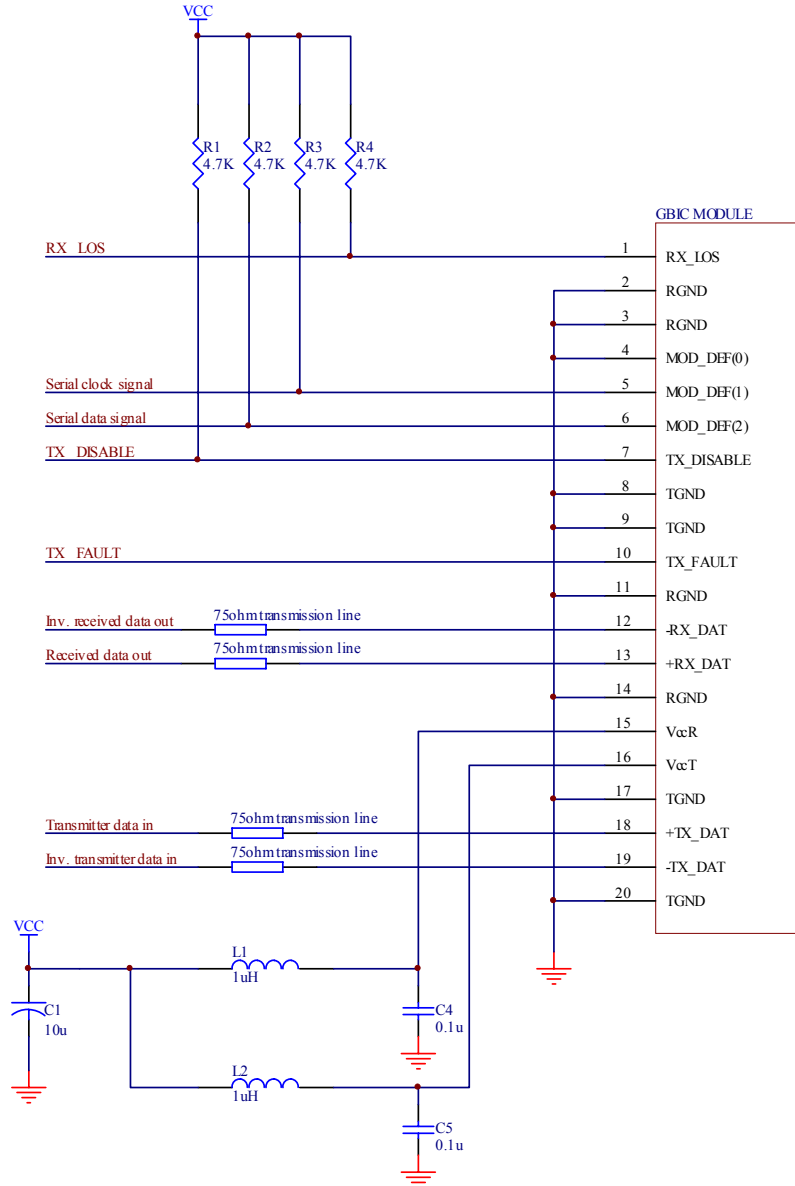 VCC
R1
4.7K
R2
4.7K
R3
4.7K
R4
4.7K
GBIC MODULE
RX_LOS
1
RX_LOS
2
RGND
3
RGND
4
MOD_DEF(0)
Serial clock signal
5
MOD_DEF(1)
Serial data signal
6
MOD_DEF(2)
TX_DISABLE
7
TX_DISABLE
8
TGND
9
TGND
TX_FAULT
10
TX_FAULT
11
RGND
Inv. received data out
75ohm transmission line
12
-RX_DAT
Received data out
75ohm transmission line
13
+RX_DAT
14
RGND
15
VccR
16
VccT
17
TGND
Transmitter data in
75ohm transmission line
18
+TX_DAT
Inv. transmitter data in
75ohm transmission line
19
-TX_DAT
20
TGND
VCC
C1
10u
L1
1uH
C4
0.1u
L2
1uH
C5
0.1u